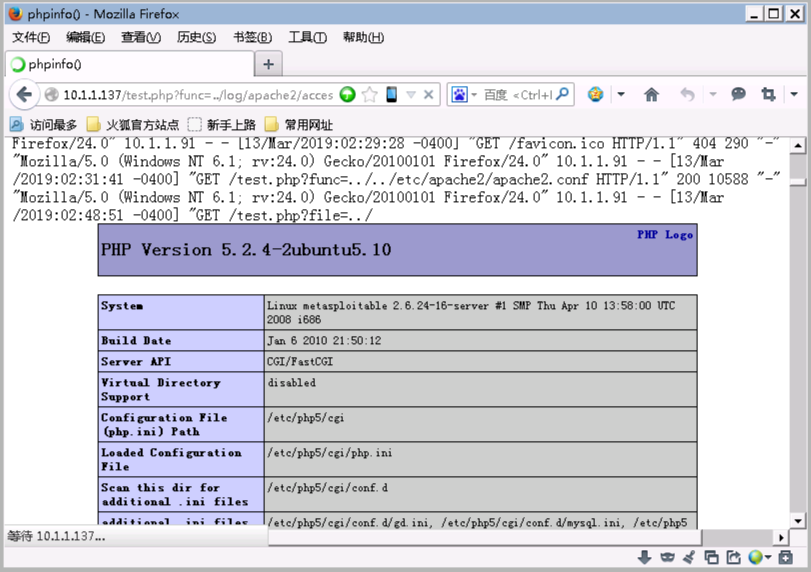 phpinfo() - Mozilla Firefox
文件(F) 编辑(E) 查看(V) 历史(S) 书签(B) 工具(T) 帮助(H)
phpinfo()
10.1.1.137/test.php?func=../log/apache2/acces
百度 <Ctrl+I
访问最多 火狐官方站点 新手上路 常用网址
Firefox/24.0" 10.1.1.91 - - [13/Mar/2019:02:29:28 -0400] "GET /favicon.ico HTTP/1.1" 404 290 "-"
"Mozilla/5.0 (Windows NT 6.1; rv:24.0) Gecko/20100101 Firefox/24.0" 10.1.1.91 - - [13/Mar
/2019:02:31:41 -0400] "GET /test.php?func=../../etc/apache2/apache2.conf HTTP/1.1" 200 10588 "-"
"Mozilla/5.0 (Windows NT 6.1; rv:24.0) Gecko/20100101 Firefox/24.0" 10.1.1.91 - - [13/Mar
/2019:02:48:51 -0400] "GET /test.php?file=../
PHP Logo
PHP Version 5.2.4-2ubuntu5.10
System Linux metasploitable 2.6.24-16-server #1 SMP Thu Apr 10 13:58:00 UTC
2008 i686
Build Date Jan 6 2010 21:50:12
Server API CGI/FastCGI
Virtual Directory disabled
Support
Configuration File /etc/php5/cgi
(php.ini) Path
Loaded Configuration /etc/php5/cgi/php.ini
File
Scan this dir for /etc/php5/cgi/conf.d
additional .ini files
additional .ini files /etc/php5/cgi/conf.d/gd.ini, /etc/php5/cgi/conf.d/mysql.ini, /etc/php5
等待 10.1.1.137...